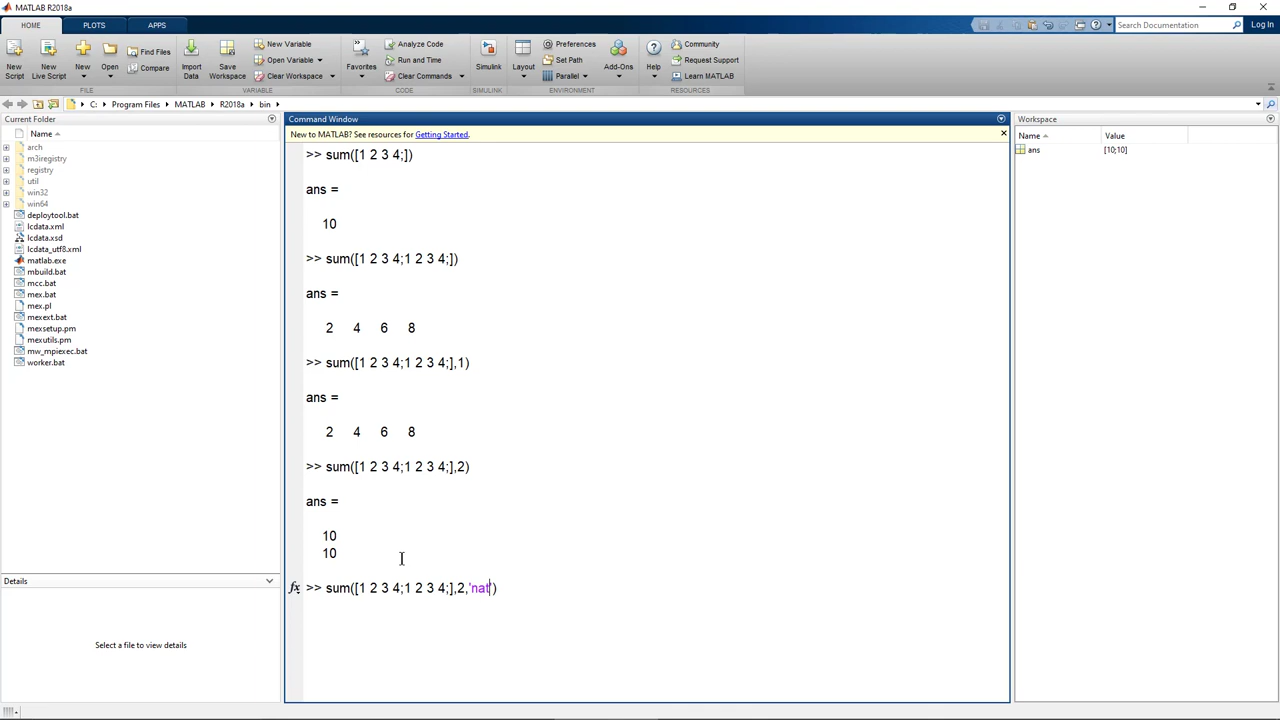 MATLAB R2018a
HOME PLOTS APPS Search Documentation Log In
New Script
New Live Script
New
Open
Find Files
Compare
Import Data
Save Workspace
New Variable
Open Variable
Clear Workspace
Favorites
Analyze Code
Run and Time
Clear Commands
Simulink
Layout
Preferences
Set Path
Parallel
Add-Ons
Help
Community
Request Support
Learn MATLAB
FILE VARIABLE CODE SIMULINK ENVIRONMENT RESOURCES
C: Program Files MATLAB R2018a bin
Current Folder
Name
arch
m3iregistry
registry
util
win32
win64
deploytool.bat
lcdata.xml
lcdata.xsd
lcdata_utf8.xml
matlab.exe
mbuild.bat
mcc.bat
mex.bat
mex.pl
mexext.bat
mexsetup.pm
mexutils.pm
mw_mpiexec.bat
worker.bat
Details
Select a file to view details
Command Window
New to MATLAB? See resources for Getting Started.
>> sum([1 2 3 4;])
ans =
10
>> sum([1 2 3 4;1 2 3 4;])
ans =
2 4 6 8
>> sum([1 2 3 4;1 2 3 4;],1)
ans =
2 4 6 8
>> sum([1 2 3 4;1 2 3 4;],2)
ans =
10
10
fx >> sum([1 2 3 4;1 2 3 4;],2,'nat')
Workspace
Name Value
ans [10;10]